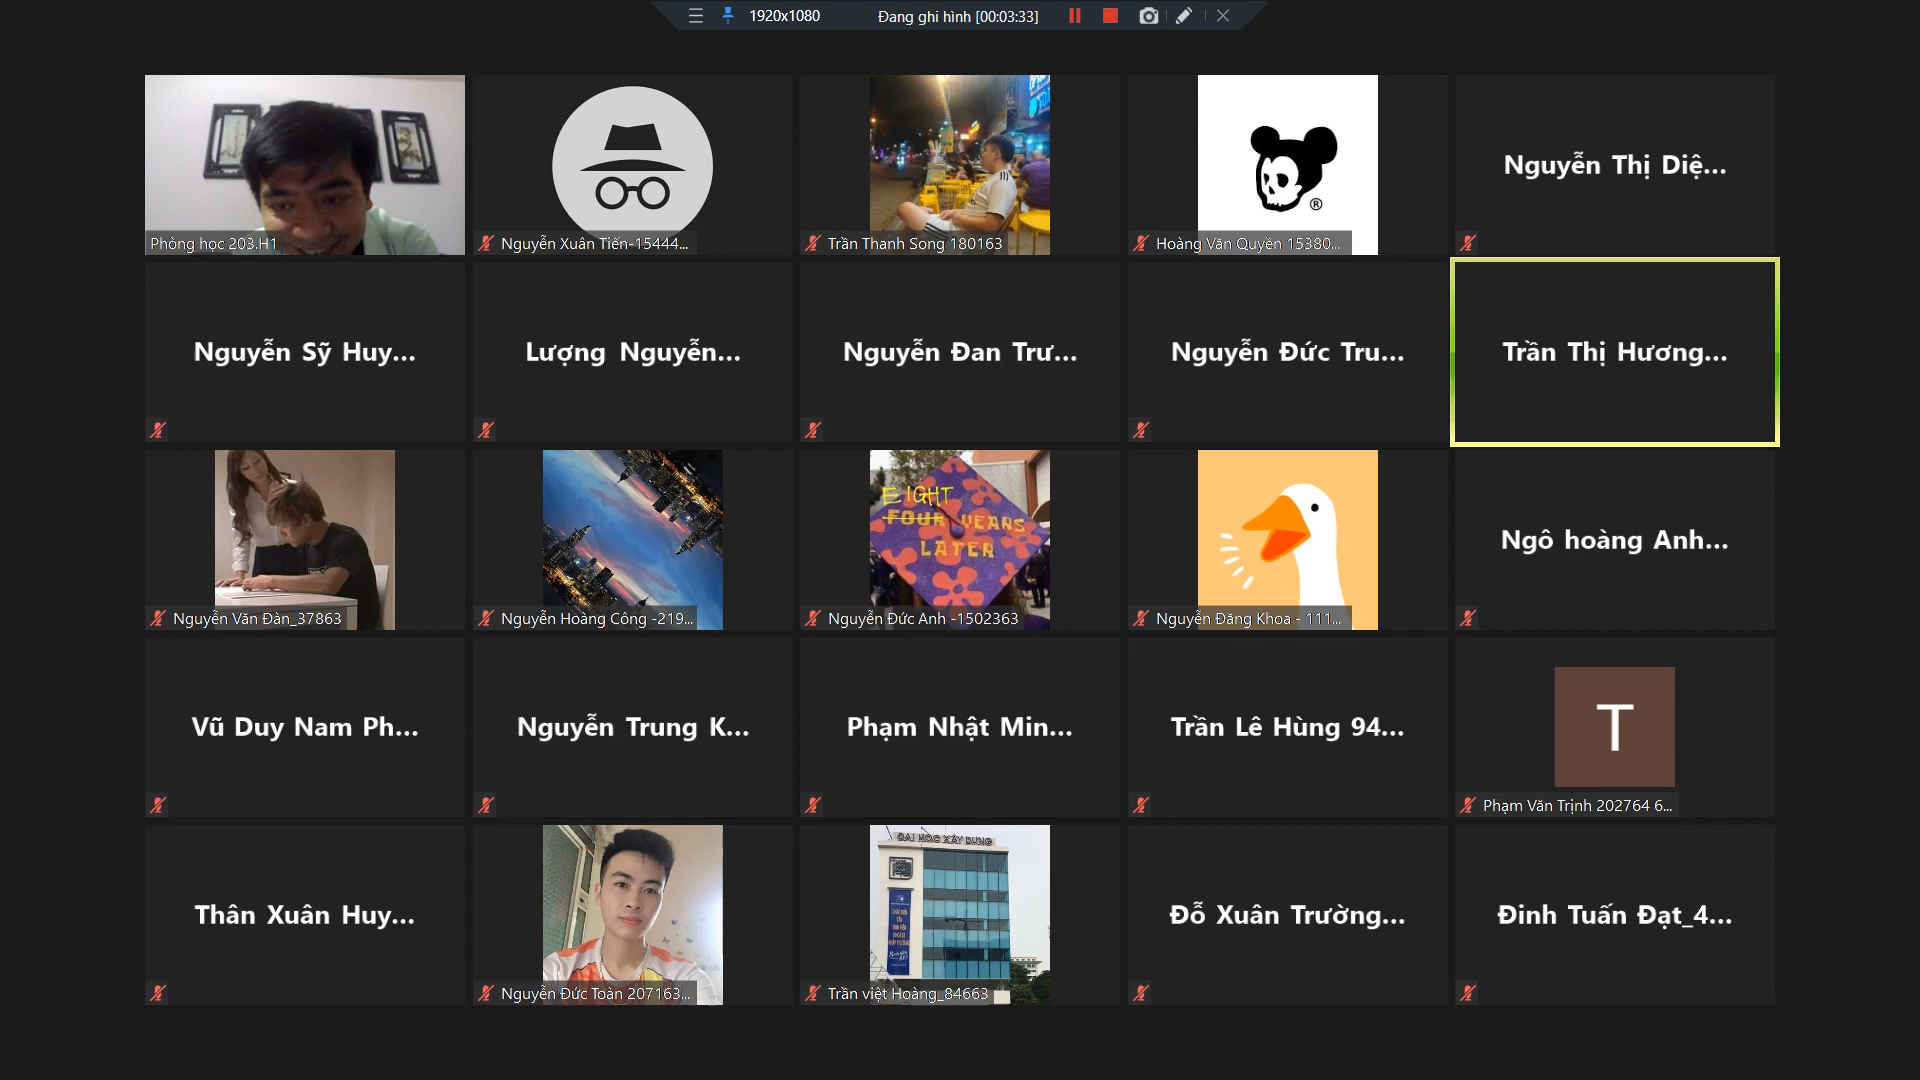 1920x1080
Đang ghi hình [00:03:33]
Phòng học 203.H1
Nguyễn Xuân Tiến-15444...
Trần Thanh Song 180163
®
Hoàng Văn Quyền 15380...
Nguyễn Thị Diệ...
Nguyễn Sỹ Huy...
Lượng Nguyễn...
Nguyễn Đan Trư...
Nguyễn Đức Tru...
Trần Thị Hương...
Nguyễn Văn Đàn_37863
Nguyễn Hoàng Công -219...
EIGHT
FOUR YEARS
LATER
Nguyễn Đức Anh -1502363
Nguyễn Đăng Khoa - 111...
Ngô hoàng Anh...
Vũ Duy Nam Ph...
Nguyễn Trung K...
Phạm Nhật Min...
Trần Lê Hùng 94...
T
Phạm Văn Trịnh 202764 6...
Thân Xuân Huy...
Nguyễn Đức Toàn 207163...
ĐẠI HỌC XÂY DỰNG
Trần việt Hoàng_84663
Đỗ Xuân Trường...
Đinh Tuấn Đạt_4...